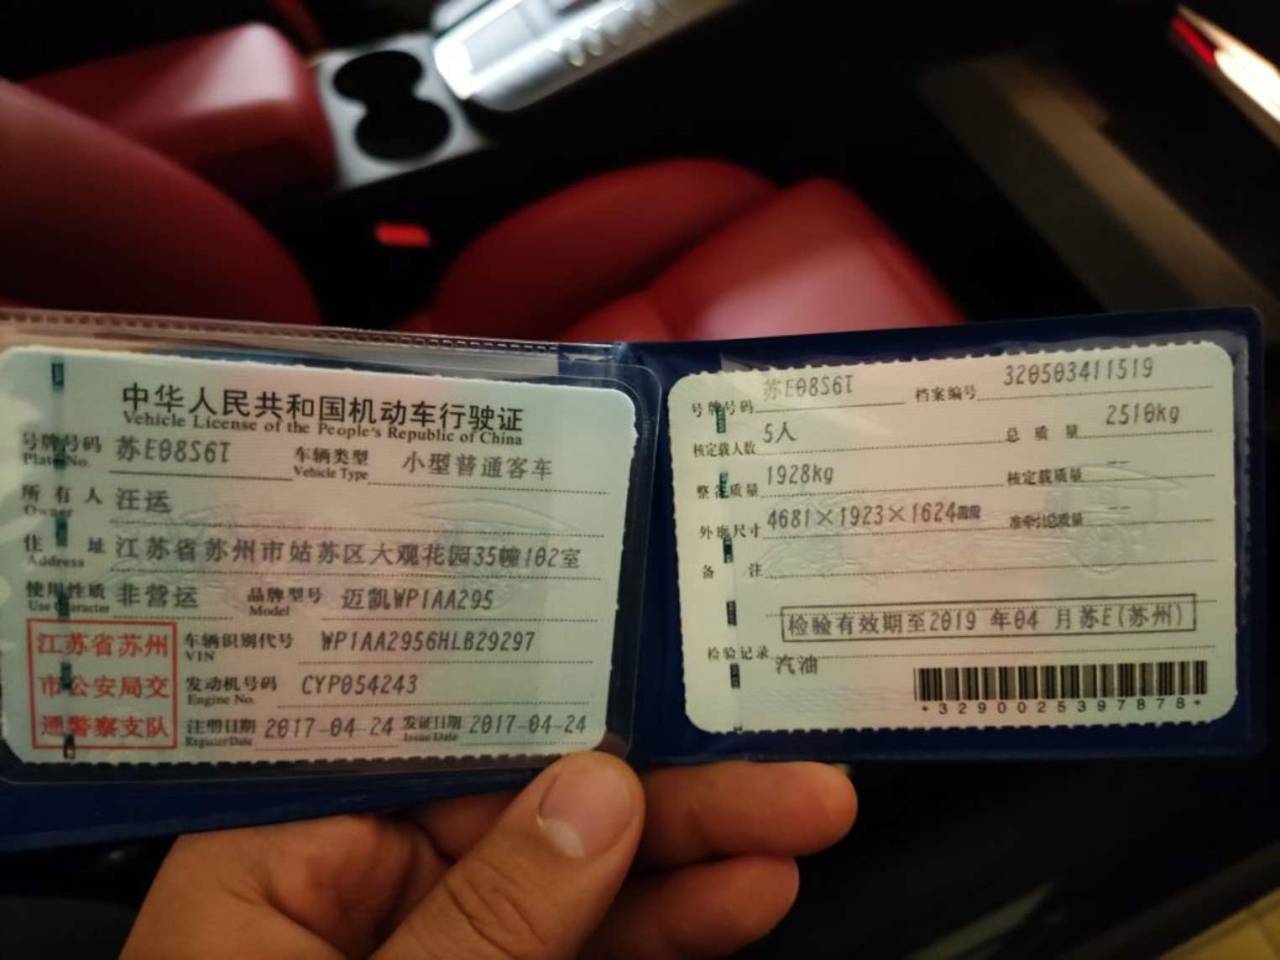 中华人民共和国机动车行驶证
Vehicle License of the People's Republic of China
号牌号码 苏E08S6T 车辆类型 小型普通客车
Plate No. Vehicle Type
所有人 汪运
Owner
住址 江苏省苏州市姑苏区大观花园35幢102室
Address
使用性质 非营运 品牌型号 迈凯WP1AA295
Use Character Model
江苏省苏州
市公安局交
通警察支队
车辆识别代号 WP1AA2956HLB29297
VIN
发动机号码 CYP054243
Engine No.
注册日期 2017-04-24 发证日期 2017-04-24
Register Date Issue Date
号牌号码 苏E08S6T 档案编号 320503411519
核定载人数 5人 总质量 2510kg
整备质量 1928kg 核定载质量 --
外廓尺寸 4681×1923×1624mm 准牵引总质量 --
备注
检验有效期至2019年04月苏E(苏州)
检验记录
汽油
*3290025397878*